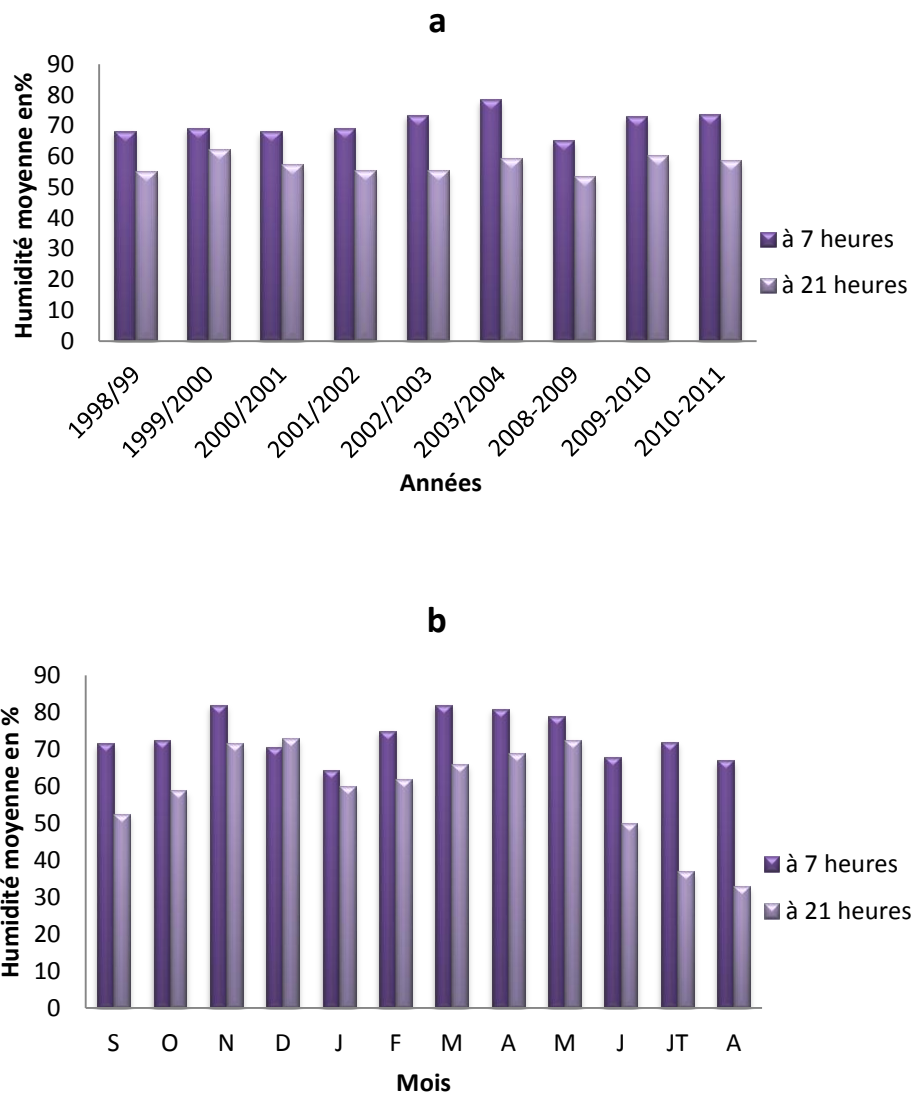 a
Humidité moyenne en%
90
80
70
60
50
40
30
20
10
0
1998/99
1999/2000
2000/2001
2001/2002
2002/2003
2003/2004
2008-2009
2009-2010
2010-2011
Années
à 7 heures
à 21 heures
b
Humidité moyenne en %
90
80
70
60
50
40
30
20
10
0
S O N D J F M A M J JT A
Mois
à 7 heures
à 21 heures